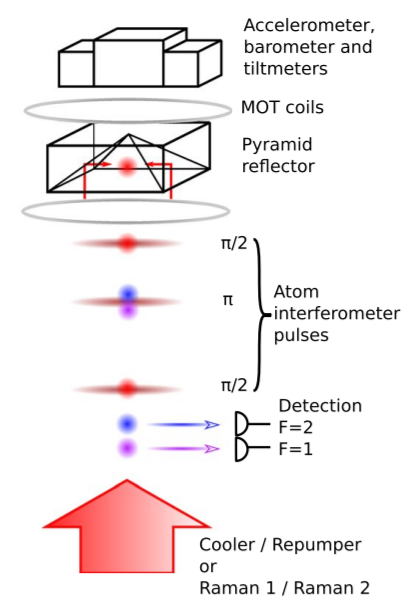 Accelerometer,
barometer and
tiltmeters
MOT coils
Pyramid
reflector
π/2
π
Atom
interferometer
pulses
π/2
Detection
F=2
F=1
Cooler / Repumper
or
Raman 1 / Raman 2